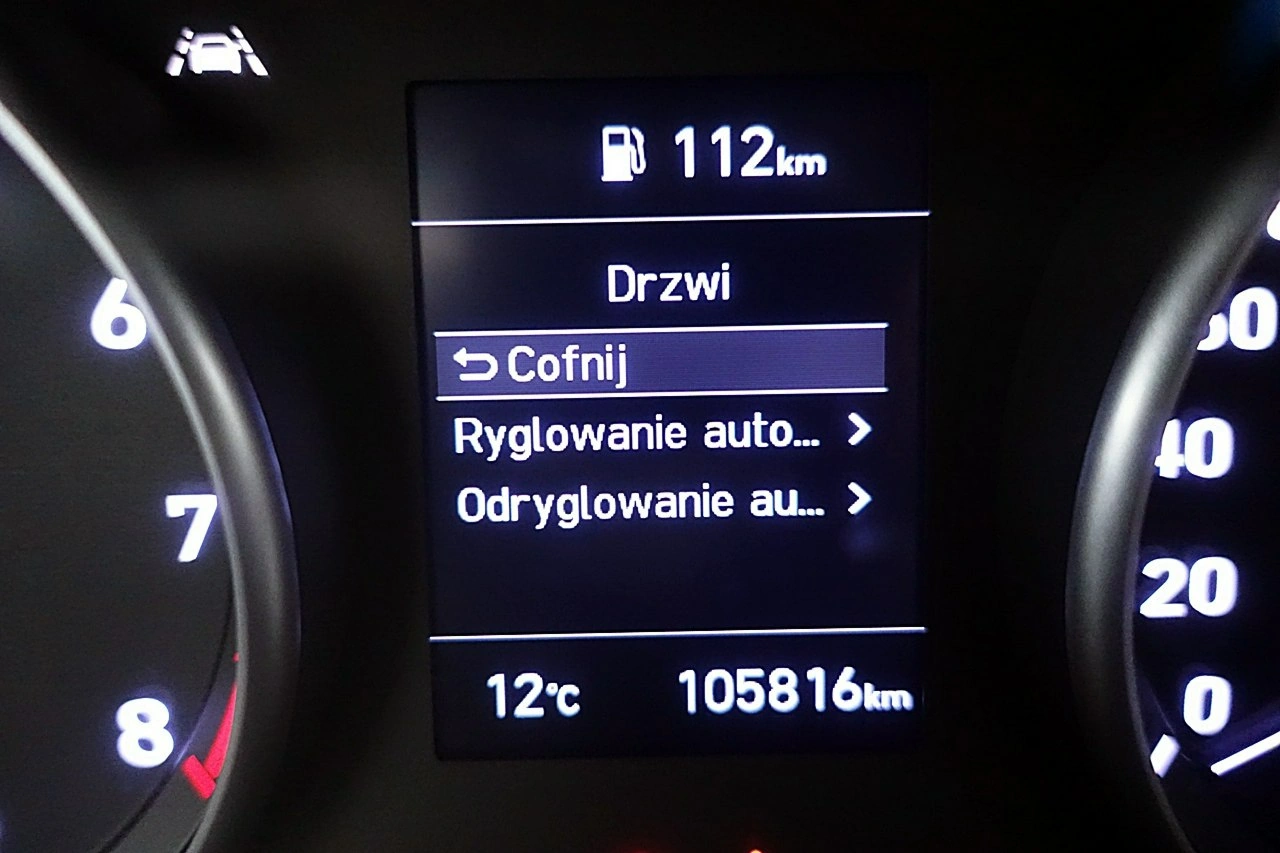 112km
Drzwi
Cofnij
Ryglowanie auto...
Odryglowanie au...
12°C 105816km
6
7
8
40
20
0